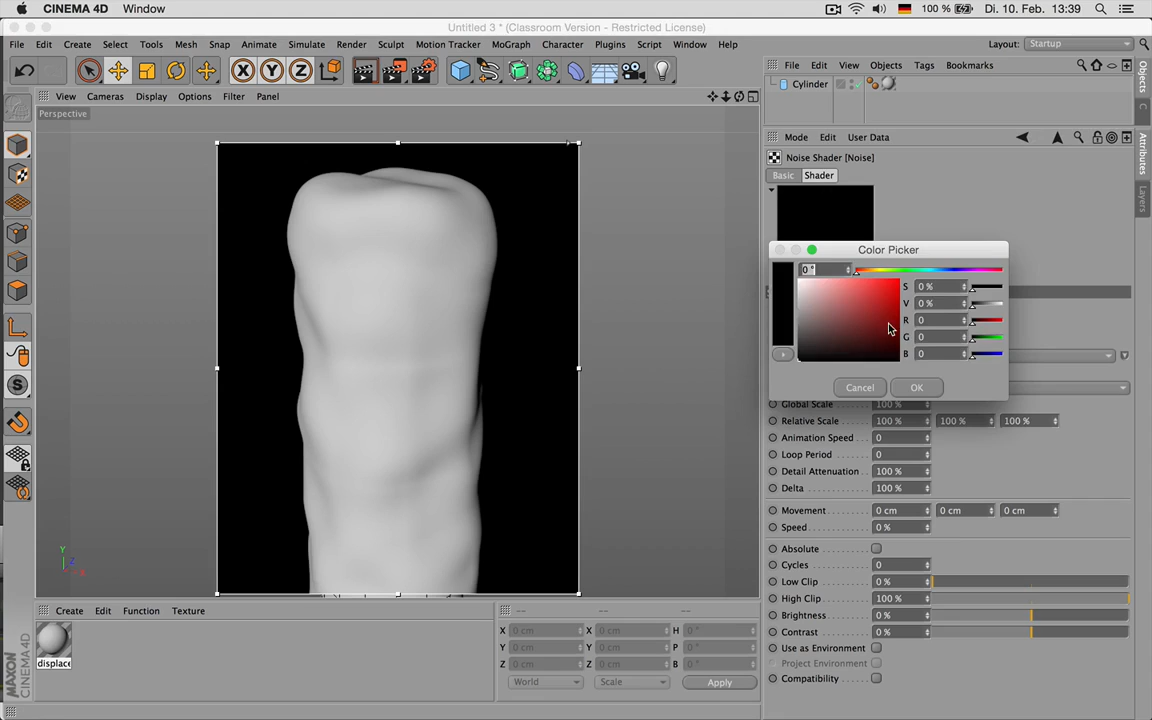 CINEMA 4D Window 100 % Di. 10. Feb. 13:39
Untitled 3 * (Classroom Version - Restricted License)
File Edit Create Select Tools Mesh Snap Animate Simulate Render Sculpt Motion Tracker MoGraph Character Plugins Script Window Help Layout: Startup
X Y Z
File Edit View Objects Tags Bookmarks
Cylinder
View Cameras Display Options Filter Panel
Perspective
Mode Edit User Data
Noise Shader [Noise]
Basic Shader
Objects
Attributes
Layers
Color Picker
0 °
S 0 %
V 0 %
R 0
G 0
B 0
Cancel OK
Global Scale 100 %
Relative Scale 100 % 100 % 100 %
Animation Speed 0
Loop Period 0
Detail Attenuation 100 %
Delta 100 %
Movement 0 cm 0 cm 0 cm
Speed 0 %
Absolute
Cycles 0
Low Clip 0 %
High Clip 100 %
Brightness 0 %
Contrast 0 %
Use as Environment
Project Environment
Compatibility
Y
Z
X
Create Edit Function Texture
displace
-- -- --
X 0 cm X 0 cm H 0 °
Y 0 cm Y 0 cm P 0 °
Z 0 cm Z 0 cm B 0 °
World Scale Apply
MAXON
CINEMA 4D